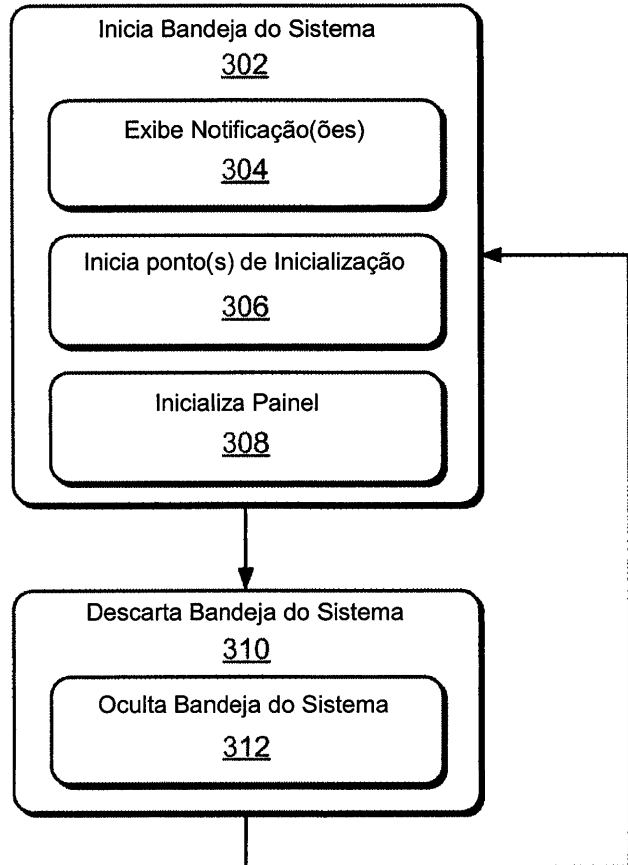 Inicia Bandeja do Sistema
302
Exibe Notificação(ões)
304
Inicia ponto(s) de Inicialização
306
Inicializa Painel
308
Descarta Bandeja do Sistema
310
Oculta Bandeja do Sistema
312